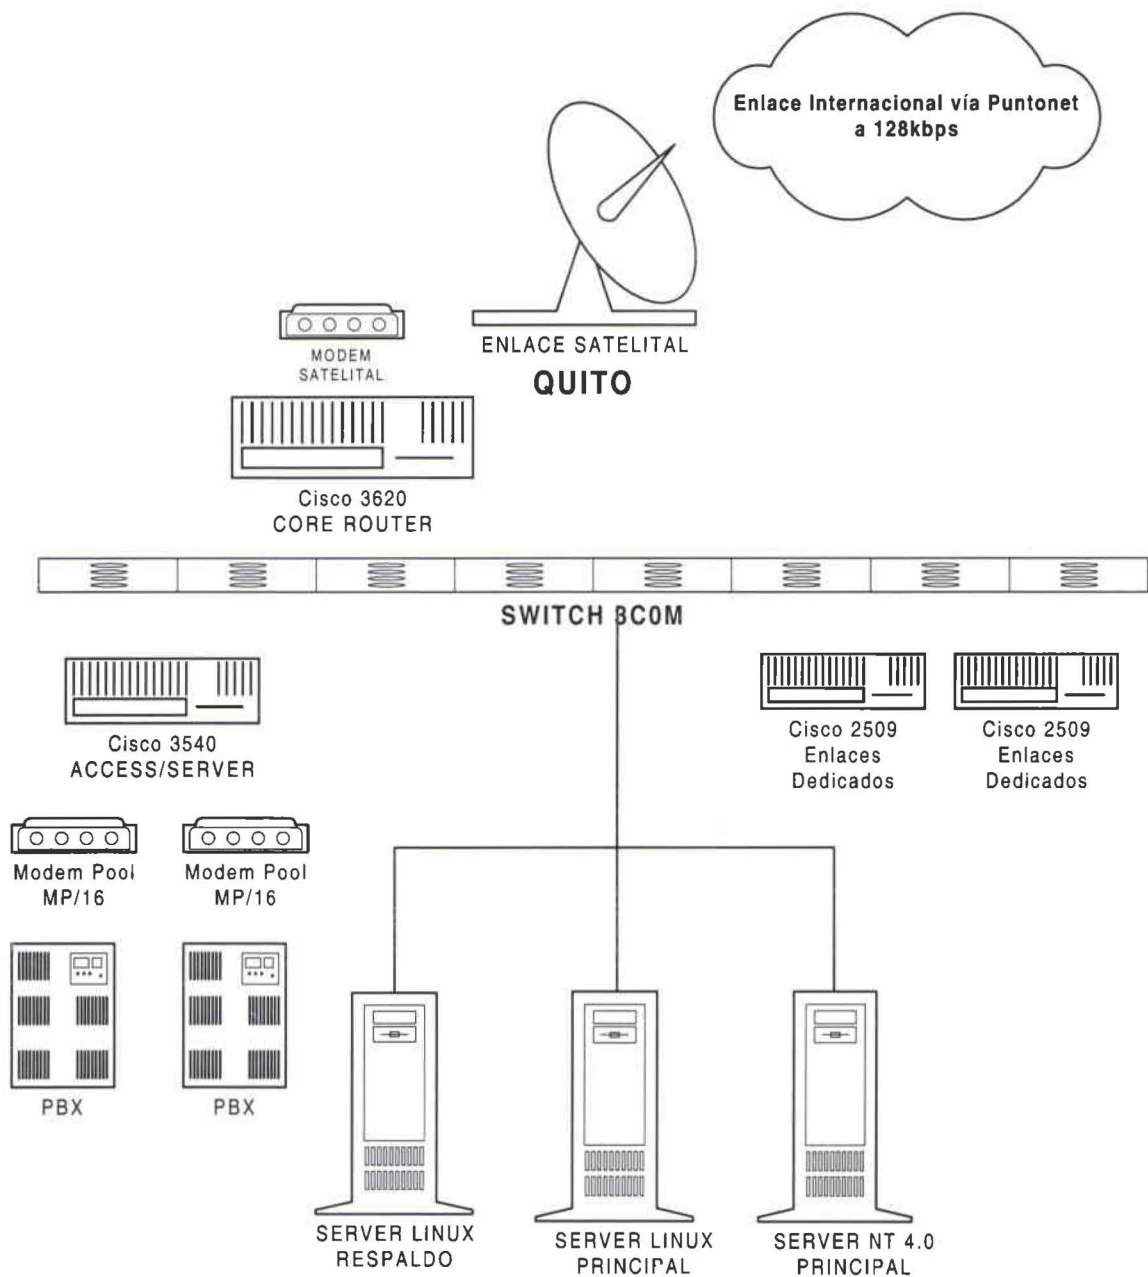 Enlace Internacional vía Puntonet
a 128kbps
ENLACE SATELITAL
QUITO
MODEM
SATELITAL
Cisco 3620
CORE ROUTER
SWITCH 3C0M
Cisco 3540
ACCESS/SERVER
Cisco 2509
Enlaces
Dedicados
Cisco 2509
Enlaces
Dedicados
Modem Pool
MP/16
Modem Pool
MP/16
PBX
PBX
SERVER LINUX
RESPALDO
SERVER LINUX
PRINCIPAL
SERVER NT 4.0
PRINCIPAL